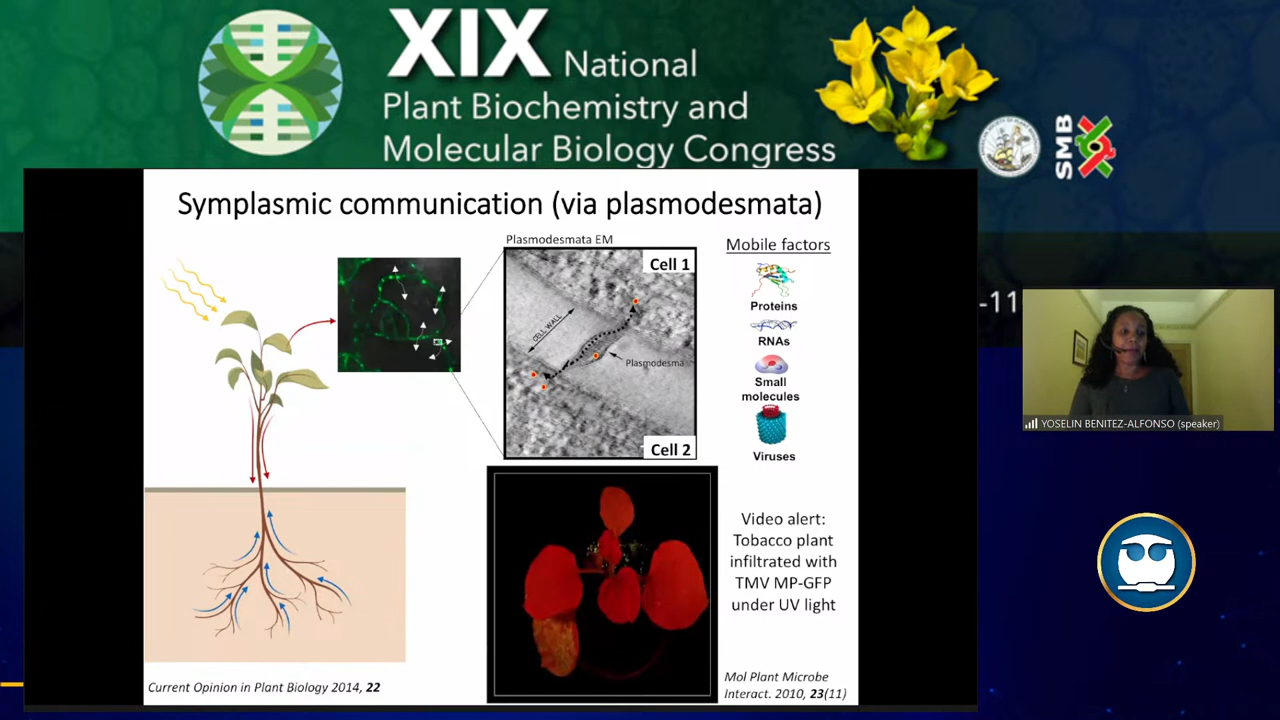 XIX National
Plant Biochemistry and
Molecular Biology Congress
SMB
Symplasmic communication (via plasmodesmata)
Plasmodesmata EM
Cell 1
CELL WALL
Plasmodesma
Cell 2
Mobile factors
Proteins
RNAs
Small
molecules
Viruses
Video alert:
Tobacco plant
infiltrated with
TMV MP-GFP
under UV light
Current Opinion in Plant Biology 2014, 22
Mol Plant Microbe
Interact. 2010, 23(11)
-11
YOSELIN BENITEZ-ALFONSO (speaker)